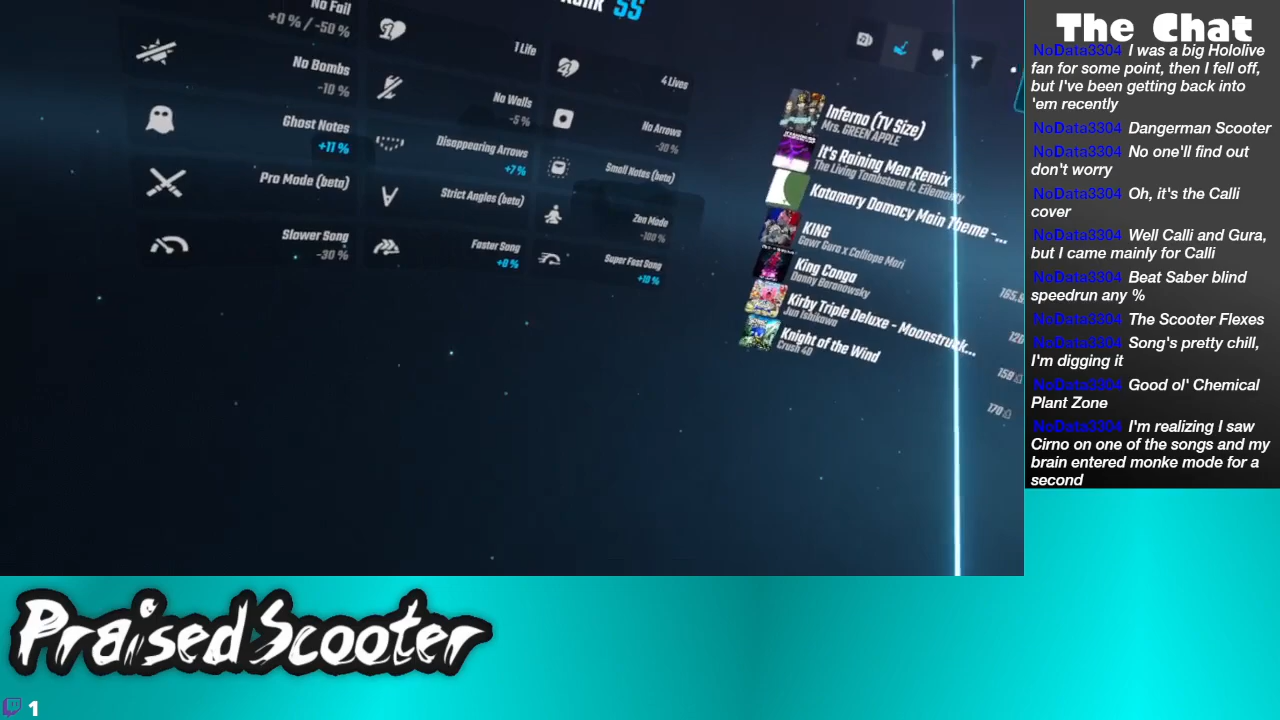 No Fail
+0 % / -50 %
1 Life
4 Lives
No Bombs
-10 %
No Walls
-5 %
No Arrows
-30 %
Ghost Notes
+11 %
Disappearing Arrows
+7 %
Small Notes (beta)
Pro Mode (beta)
Strict Angles (beta)
Zen Mode
-100 %
Slower Song
-30 %
Faster Song
+8 %
Super Fast Song
+10 %
SS
Inferno (TV Size)
Mrs. GREEN APPLE
It's Raining Men Remix
The Living Tombstone ft. Eilemonty
Katamary Damacy Main Theme -...
KING
Gawr Gura x Calliope Mori
King Conga
Danny Baranowsky
Kirby Triple Deluxe - Moonstruck...
Jun Ishikawa
Knight of the Wind
Crush 40
158
170
The Chat
NoData3304 I was a big Hololive
fan for some point, then I fell off,
but I've been getting back into
'em recently
NoData3304 Dangerman Scooter
NoData3304 No one'll find out
don't worry
NoData3304 Oh, it's the Calli
cover
NoData3304 Well Calli and Gura,
but I came mainly for Calli
NoData3304 Beat Saber blind
speedrun any %
NoData3304 The Scooter Flexes
NoData3304 Song's pretty chill,
I'm digging it
NoData3304 Good ol' Chemical
Plant Zone
NoData3304 I'm realizing I saw
Cirno on one of the songs and my
brain entered monke mode for a
second
PraisedScooter
1